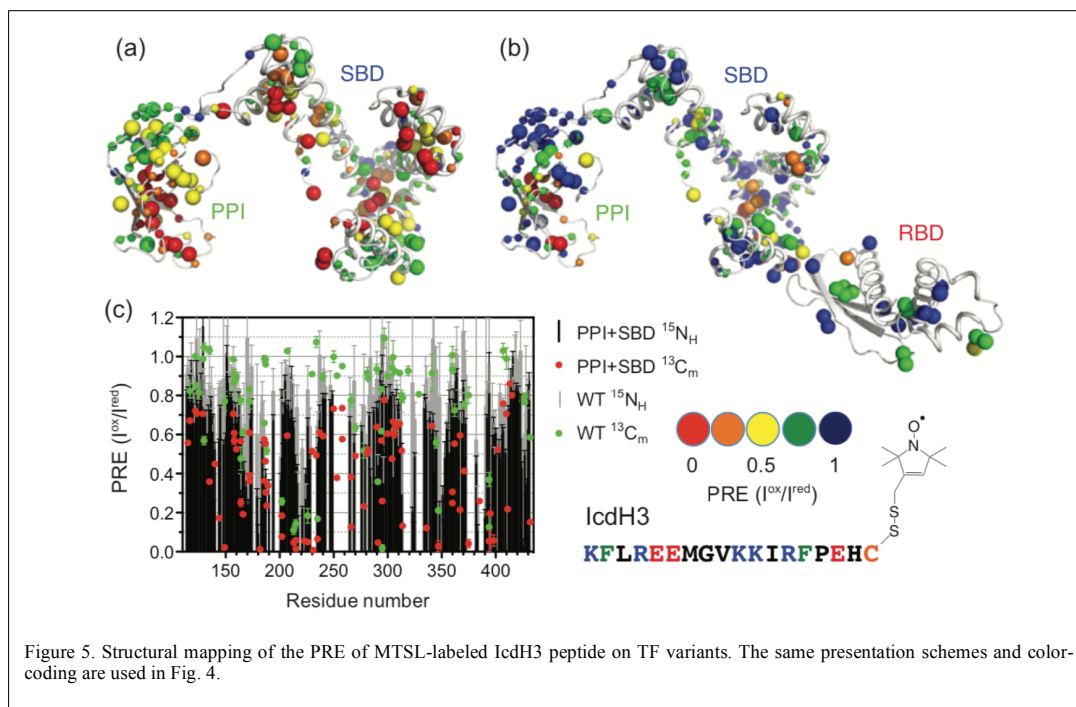 (a)
SBD
PPI
(b)
SBD
PPI
RBD
(c)
1.2
1.0
0.8
0.6
0.4
0.2
0.0
PRE (I^ox/I^red)
150 200 250 300 350 400
Residue number
PPI+SBD ¹⁵N_H
PPI+SBD ¹³C_m
WT ¹⁵N_H
WT ¹³C_m
0 0.5 1
PRE (I^ox/I^red)
O•
N
S
S
IcdH3
KFLREEMGVKKIRFPEHC
Figure 5. Structural mapping of the PRE of MTSL-labeled IcdH3 peptide on TF variants. The same presentation schemes and color-
coding are used in Fig. 4.